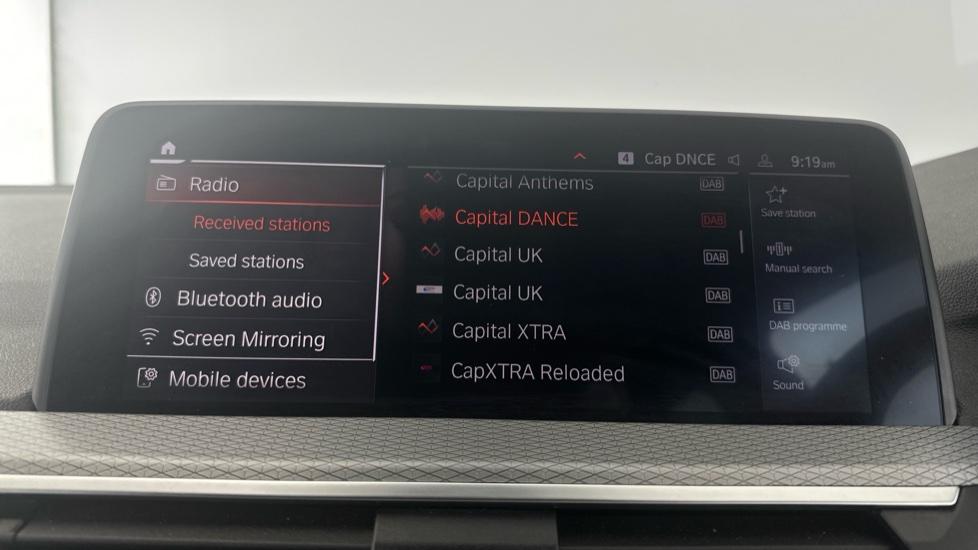 4 Cap DNCE 9:19am
Radio
Received stations
Saved stations
Bluetooth audio
Screen Mirroring
Mobile devices
Capital Anthems DAB
Capital DANCE DAB
Capital UK DAB
Capital UK DAB
Capital XTRA DAB
CapXTRA Reloaded DAB
Save station
Manual search
DAB programme
Sound